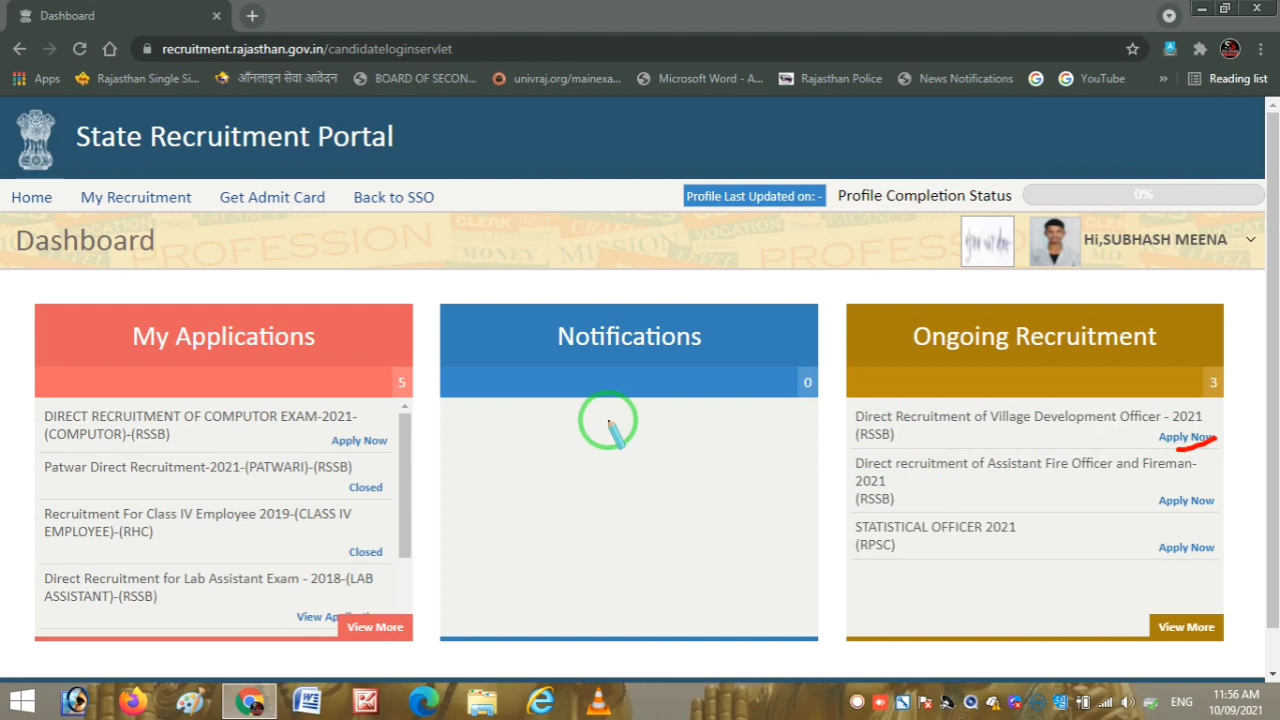 Dashboard
recruitment.rajasthan.gov.in/candidateloginservlet
Apps Rajasthan Single Si... ऑनलाइन सेवा आवेदन BOARD OF SECON... univraj.org/mainexa... Microsoft Word - A... Rajasthan Police News Notifications YouTube » Reading list
State Recruitment Portal
Home My Recruitment Get Admit Card Back to SSO Profile Last Updated on: - Profile Completion Status 0%
Dashboard Hi,SUBHASH MEENA
PROFESSION CLERK MONEY MISSION VOCATION
My Applications
5
DIRECT RECRUITMENT OF COMPUTOR EXAM-2021-
(COMPUTOR)-(RSSB)
Apply Now
Patwar Direct Recruitment-2021-(PATWARI)-(RSSB)
Closed
Recruitment For Class IV Employee 2019-(CLASS IV
EMPLOYEE)-(RHC)
Closed
Direct Recruitment for Lab Assistant Exam - 2018-(LAB
ASSISTANT)-(RSSB)
View
View More
Notifications
0
Ongoing Recruitment
3
Direct Recruitment of Village Development Officer - 2021
(RSSB)
Apply Now
Direct recruitment of Assistant Fire Officer and Fireman-
2021
(RSSB)
Apply Now
STATISTICAL OFFICER 2021
(RPSC)
Apply Now
View More
ENG
11:56 AM
10/09/2021